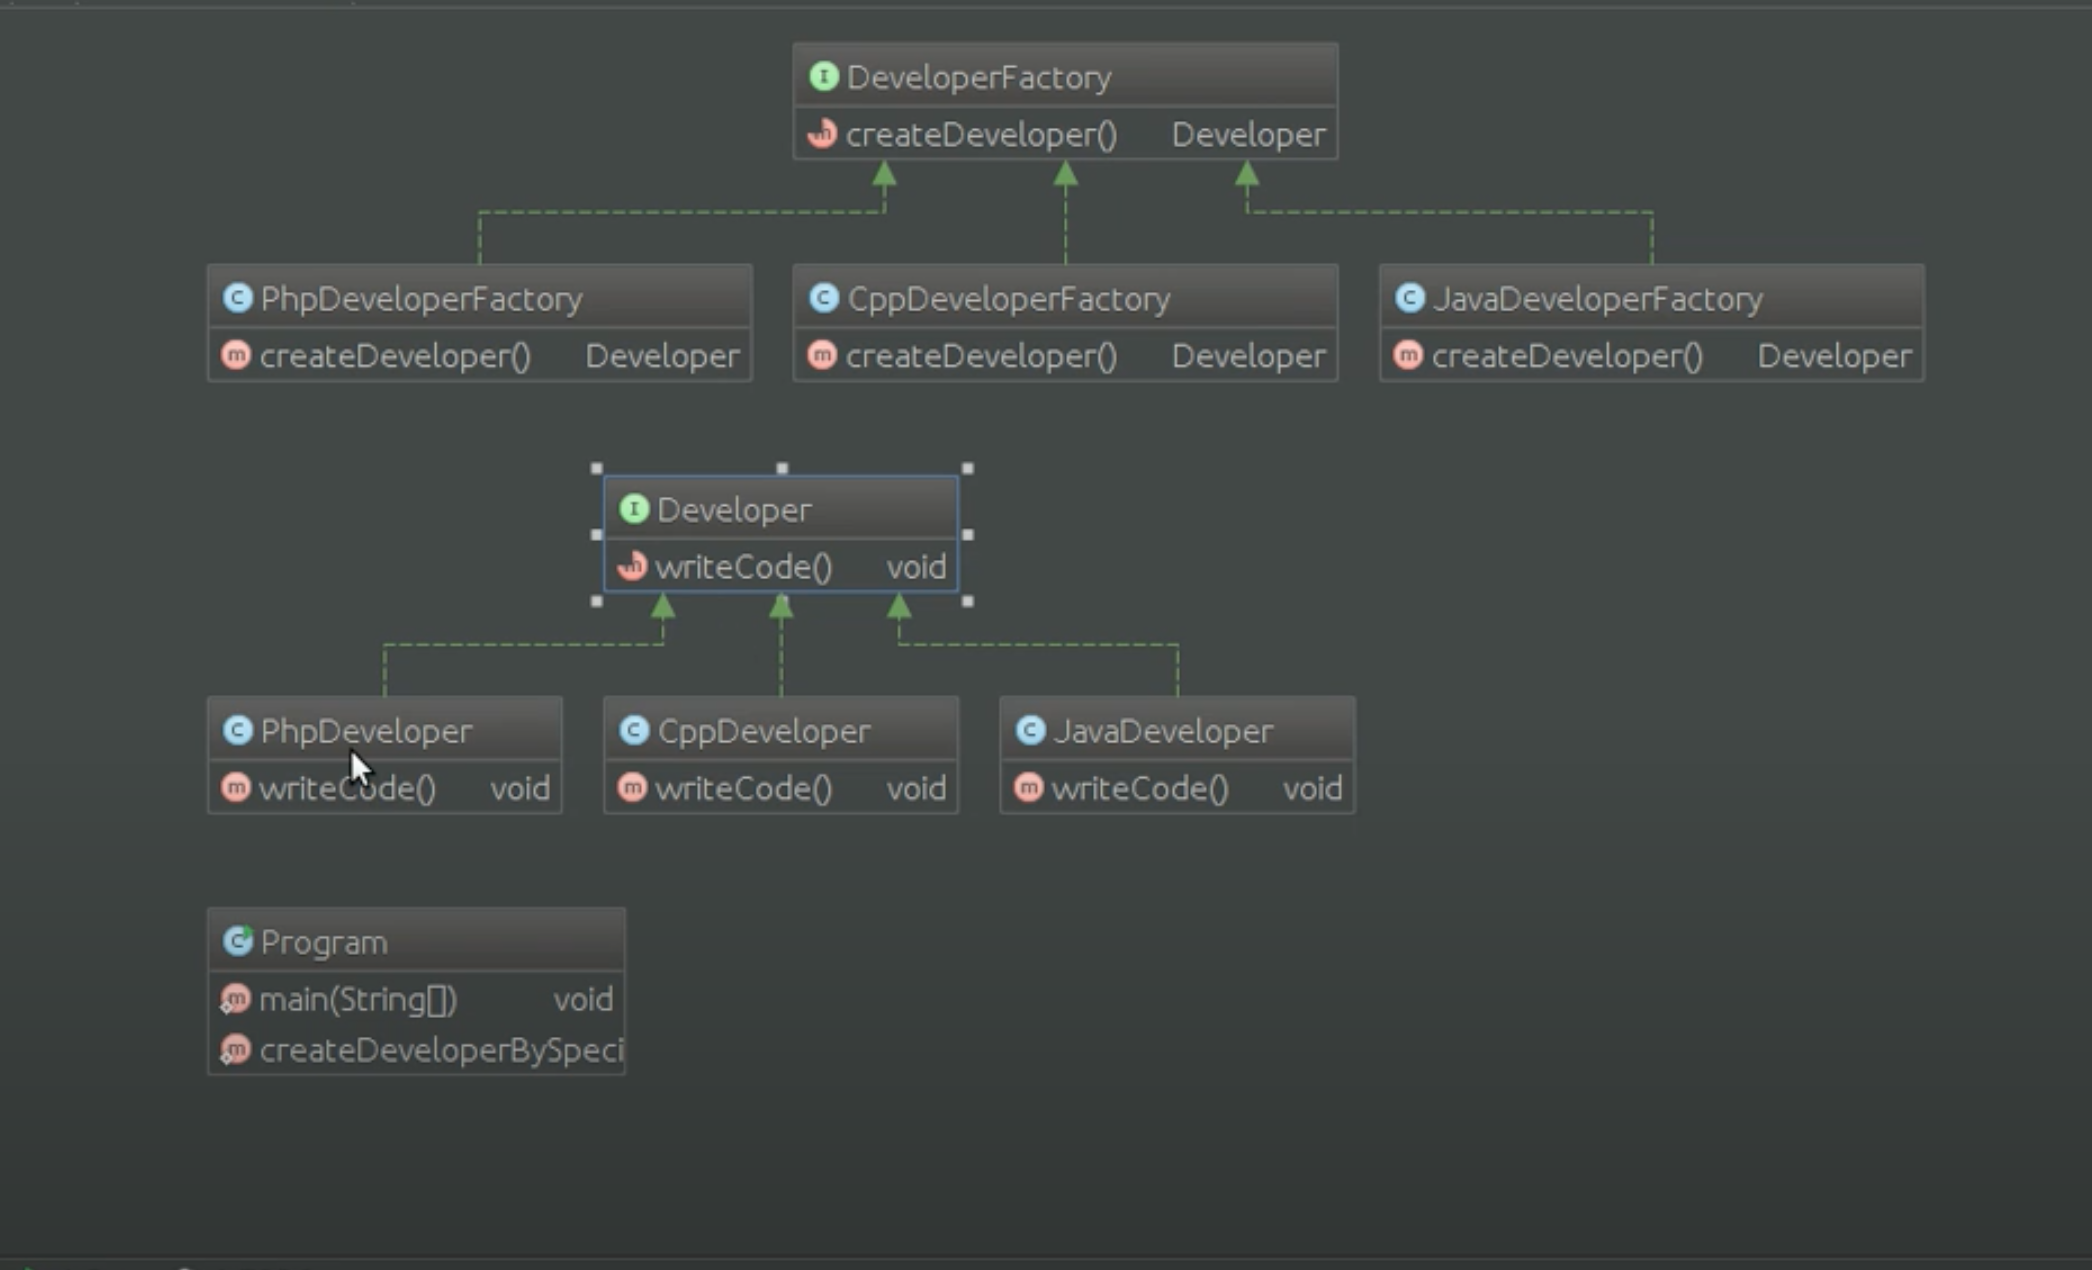 DeveloperFactory
createDeveloper() Developer
PhpDeveloperFactory
createDeveloper() Developer
CppDeveloperFactory
createDeveloper() Developer
JavaDeveloperFactory
createDeveloper() Developer
Developer
writeCode() void
PhpDeveloper
writeCode() void
CppDeveloper
writeCode() void
JavaDeveloper
writeCode() void
Program
main(String[]) void
createDeveloperBySpeci